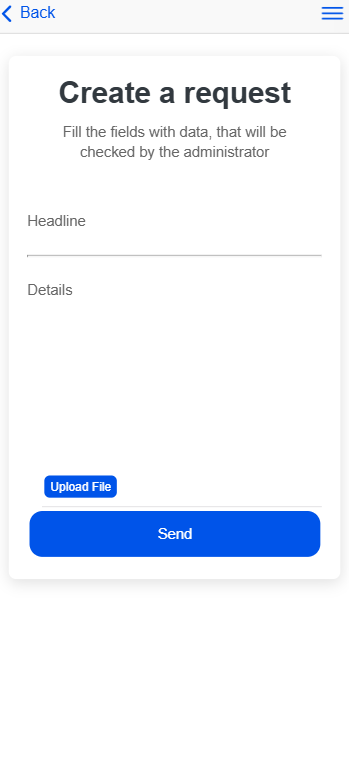 Back
Create a request
Fill the fields with data, that will be
checked by the administrator
Headline
Details
Upload File
Send